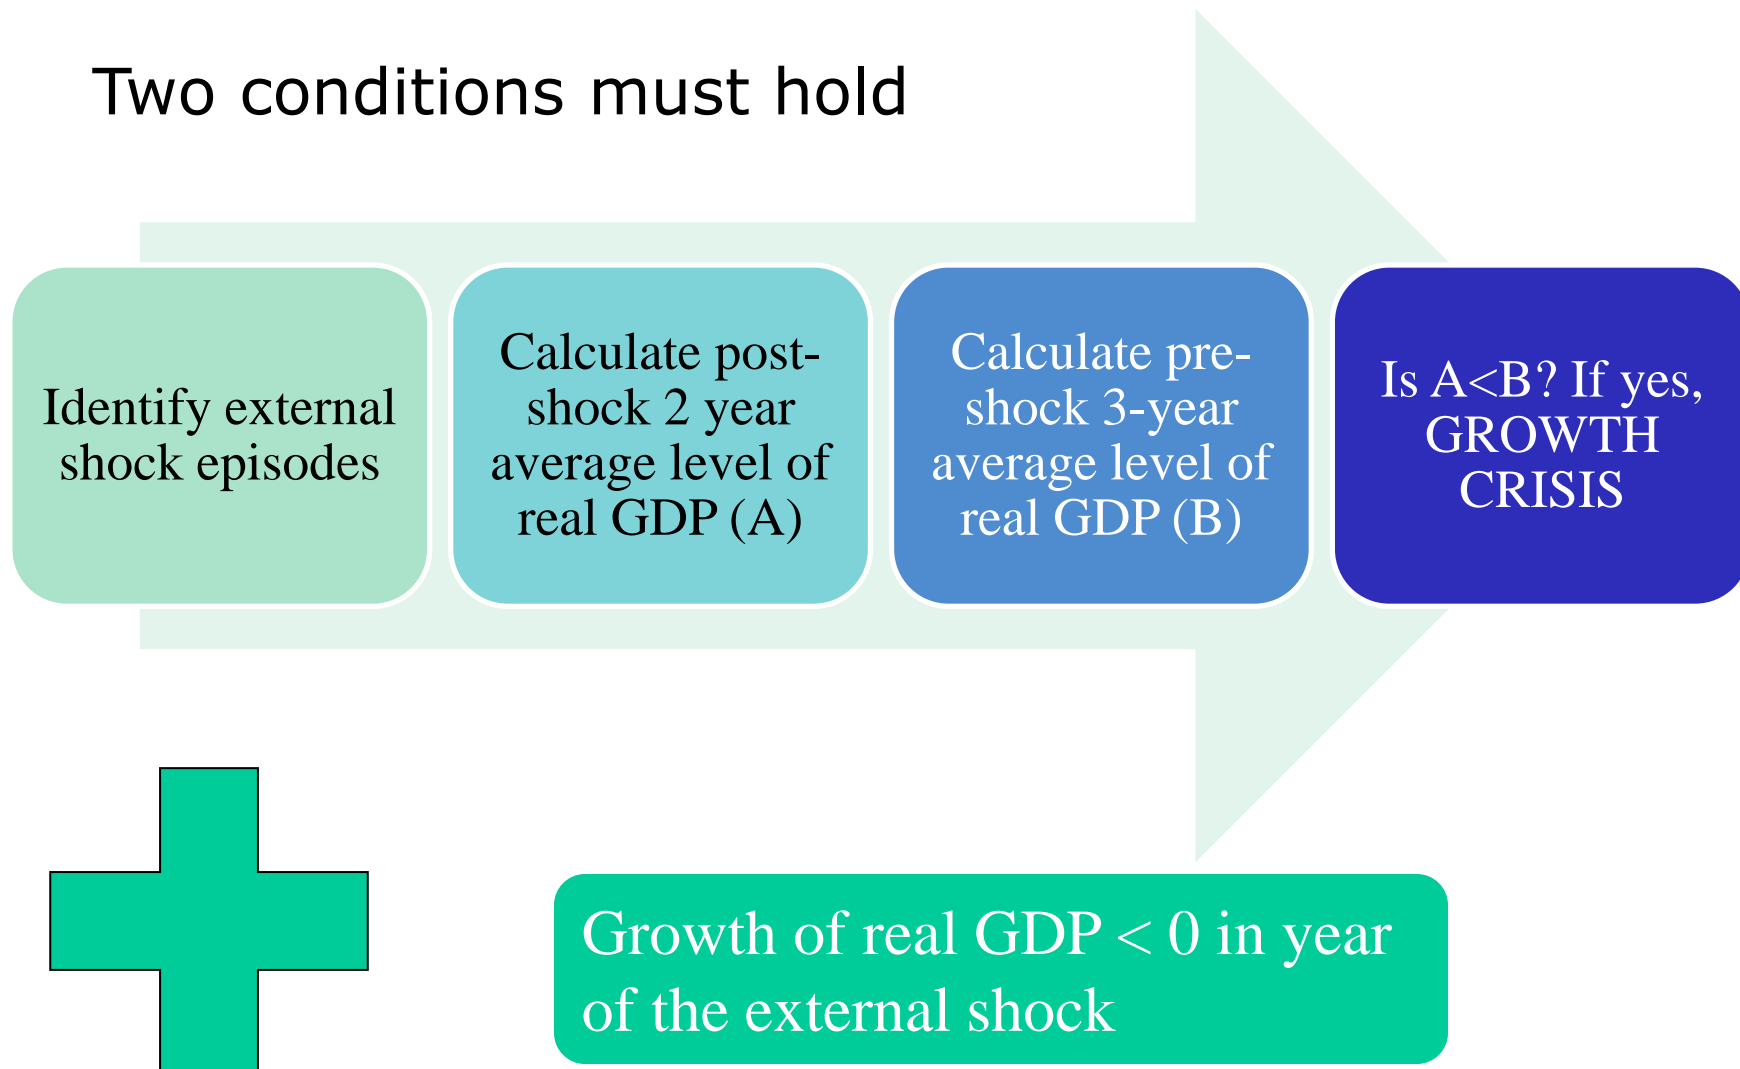 Two conditions must hold
Identify external
shock episodes
Calculate post-
shock 2 year
average level of
real GDP (A)
Calculate pre-
shock 3-year
average level of
real GDP (B)
Is A<B? If yes,
GROWTH
CRISIS
Growth of real GDP < 0 in year
of the external shock